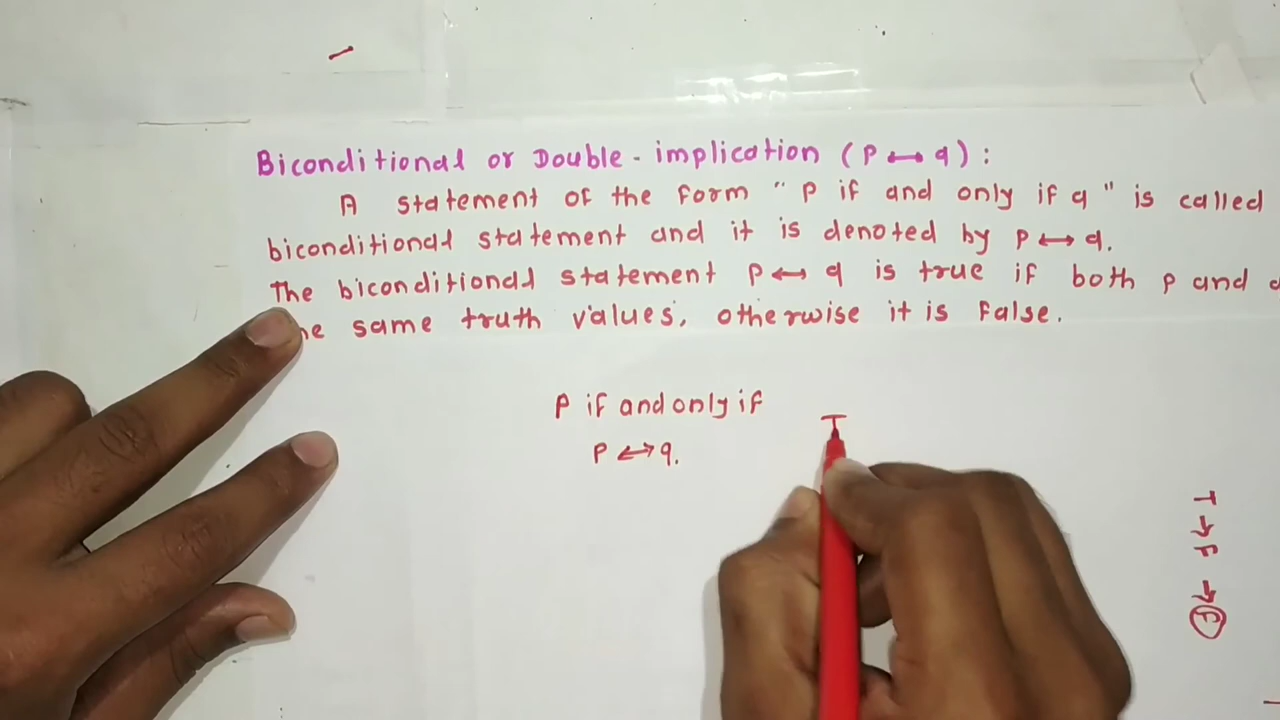 Biconditional or Double-implication (P ↔ q) :
A statement of the form "P if and only if q" is called
biconditional statement and it is denoted by P ↔ q.
The biconditional statement P ↔ q is true if both p and
same truth values, otherwise it is False.
P if and only if
P ↔ q.
T
T → F → F